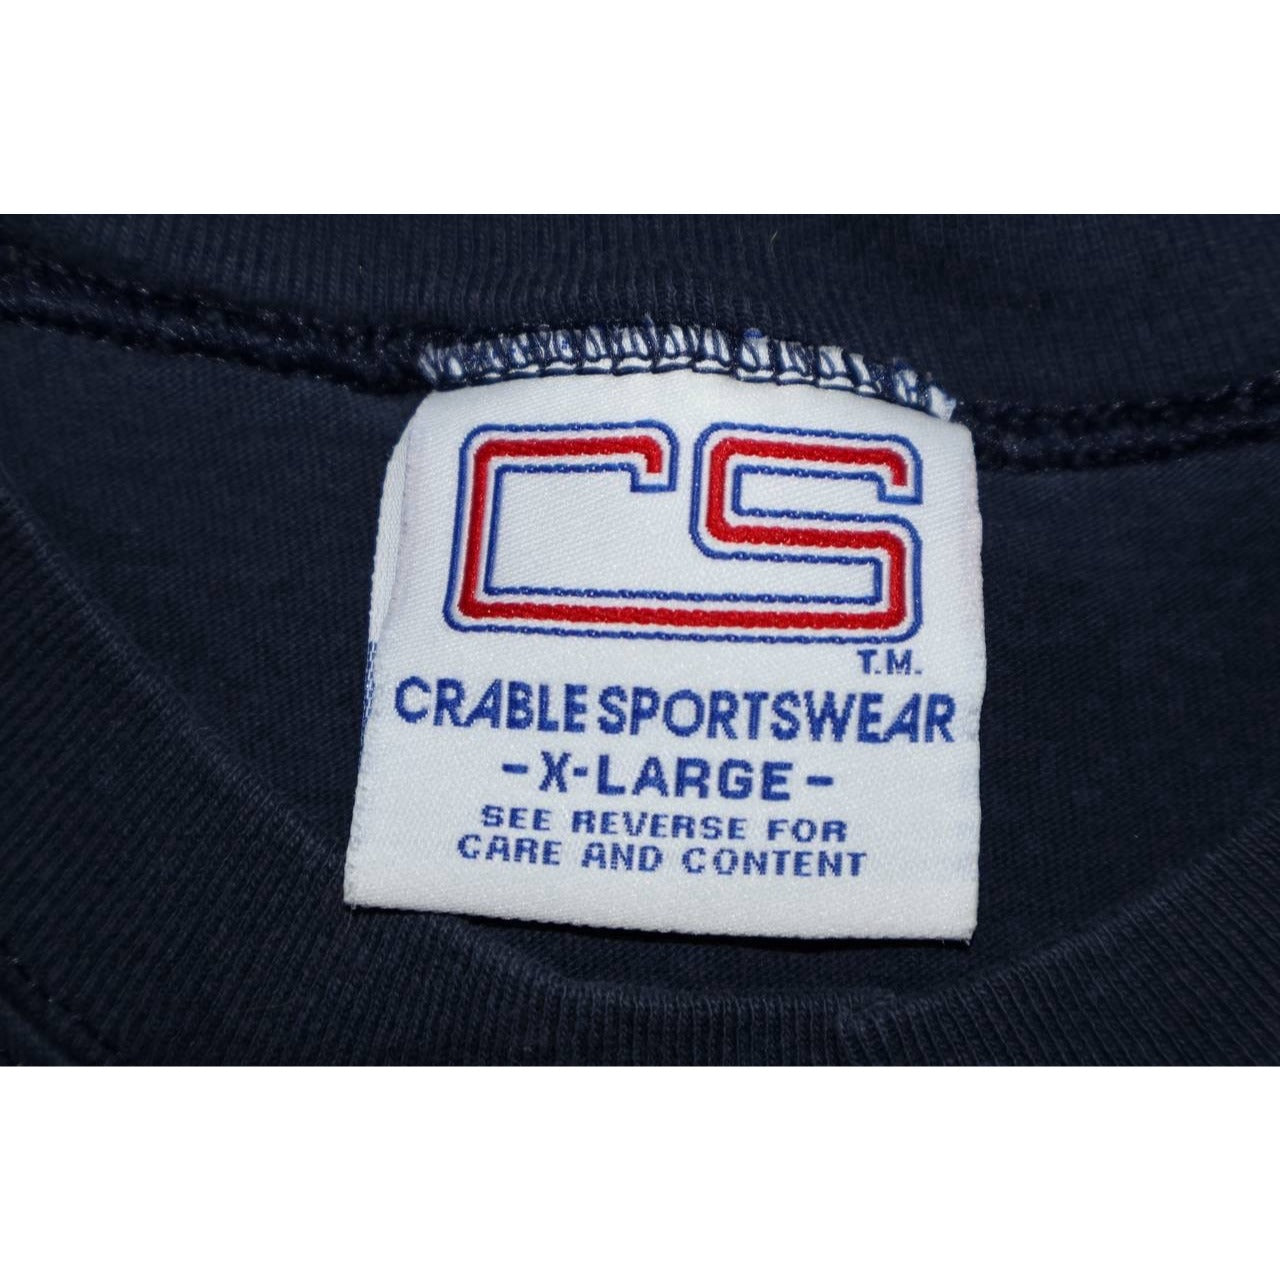 CS
T.M.
CRABLE SPORTSWEAR
-X-LARGE-
SEE REVERSE FOR
CARE AND CONTENT